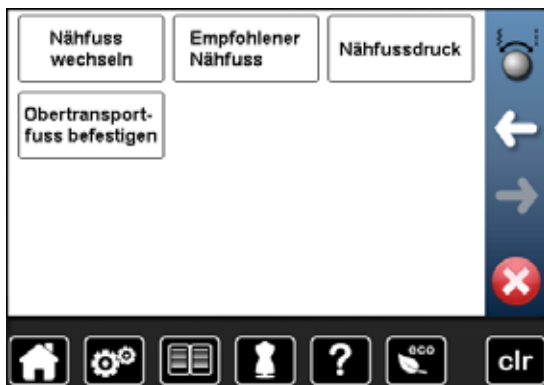 Nähfuss
wechseln
Empfohlener
Nähfuss
Nähfussdruck
Obertransport-
fuss befestigen
?
eco
clr